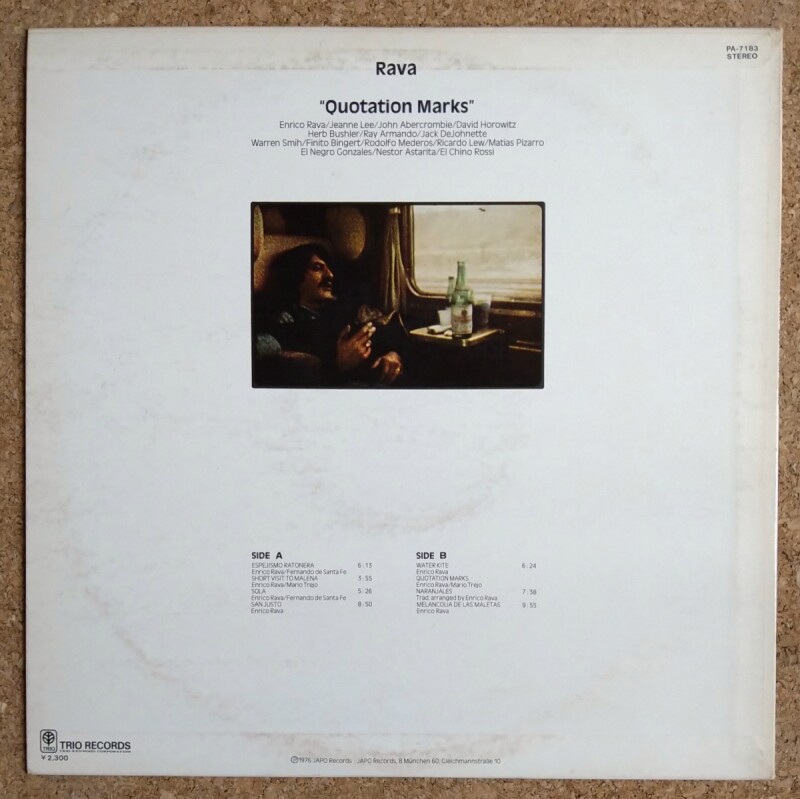 PA-7183
STEREO
Rava
"Quotation Marks"
Enrico Rava/Jeanne Lee/John Abercrombie/David Horowitz
Herb Bushler/Ray Armando/Jack DeJohnette
Warren Smih/Finito Bingert/Rodolfo Mederos/Ricardo Lew/Matias Pizarro
El Negro Gonzales/Nestor Astarita/El Chino Rossi
SIDE A
ESPEJISMO RATONERA 6:13
Enrico Rava/Fernando de Santa Fe
SHORT VISIT TO MALENA 3:55
Enrico Rava/Mario Trejo
SOLA 5:26
Enrico Rava/Fernando de Santa Fe
SAN JUSTO 8:50
Enrico Rava
SIDE B
WATER KITE 6:24
Enrico Rava
QUOTATION MARKS
Enrico Rava/Mario Trejo
NARANJALES 7:38
Trad. arranged by Enrico Rava
MELANCOLIA DE LAS MALETAS 9:55
Enrico Rava
TRIO
TRIO RECORDS
¥2,300
Ⓟ1976 JAPO Records · JAPO Records, 8 München 60, Gleichmannstraße 10